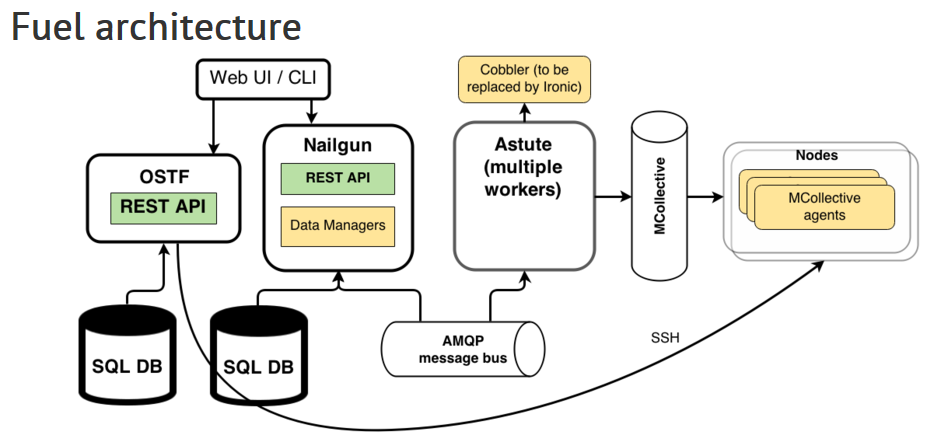 Fuel architecture
Web UI / CLI
Cobbler (to be
replaced by Ironic)
Nailgun
REST API
Data Managers
OSTF
REST API
Astute
(multiple
workers)
MCollective
Nodes
MCollective
agents
SQL DB
SQL DB
AMQP
message bus
SSH